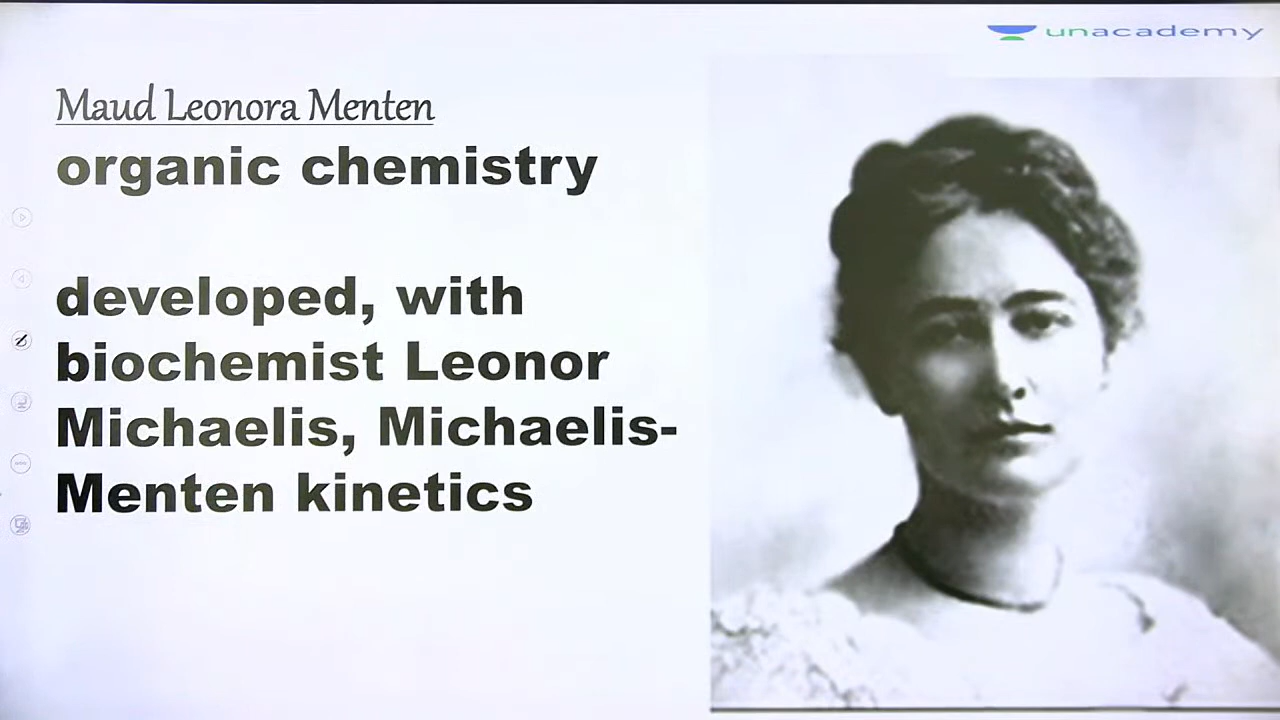 unacademy
Maud Leonora Menten
organic chemistry
developed, with
biochemist Leonor
Michaelis, Michaelis-
Menten kinetics